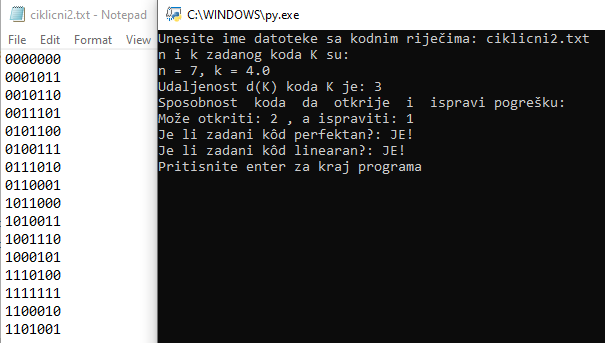 ciklicni2.txt - Notepad
File Edit Format View
0000000
0001011
0010110
0011101
0101100
0100111
0111010
0110001
1011000
1010011
1001110
1000101
1110100
1111111
1100010
1101001
C:\WINDOWS\py.exe
Unesite ime datoteke sa kodnim riječima: ciklicni2.txt
n i k zadanog koda K su:
n = 7, k = 4.0
Udaljenost d(K) koda K je: 3
Sposobnost koda da otkrije i ispravi pogrešku:
Može otkriti: 2 , a ispraviti: 1
Je li zadani kôd perfektan?: JE!
Je li zadani kôd linearan?: JE!
Pritisnite enter za kraj programa